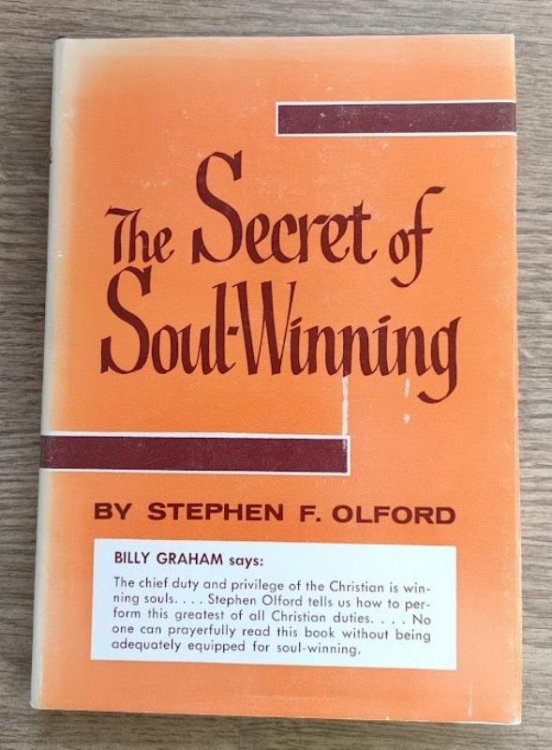 The Secret of
Soul-Winning
BY STEPHEN F. OLFORD
BILLY GRAHAM says:
The chief duty and privilege of the Christian is win-
ning souls. . . . Stephen Olford tells us how to per-
form this greatest of all Christian duties. . . . No
one can prayerfully read this book without being
adequately equipped for soul-winning.